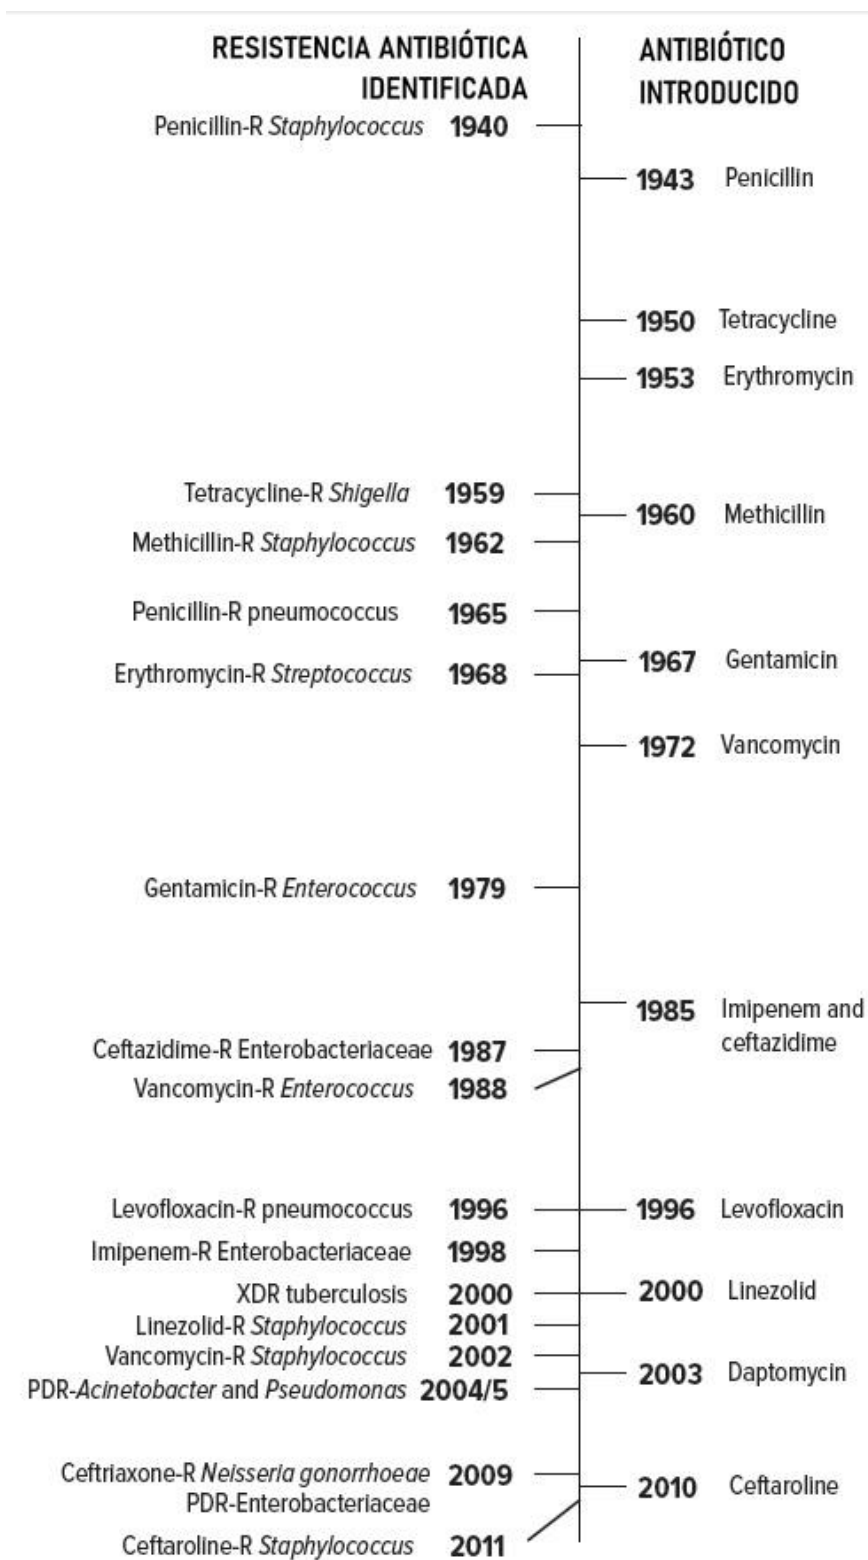 RESISTENCIA ANTIBIÓTICA
IDENTIFICADA
ANTIBIÓTICO
INTRODUCIDO
Penicillin-R Staphylococcus 1940
1943 Penicillin
1950 Tetracycline
1953 Erythromycin
Tetracycline-R Shigella 1959
1960 Methicillin
Methicillin-R Staphylococcus 1962
Penicillin-R pneumococcus 1965
1967 Gentamicin
Erythromycin-R Streptococcus 1968
1972 Vancomycin
Gentamicin-R Enterococcus 1979
1985 Imipenem and
ceftazidime
Ceftazidime-R Enterobacteriaceae 1987
Vancomycin-R Enterococcus 1988
Levofloxacin-R pneumococcus 1996
1996 Levofloxacin
Imipenem-R Enterobacteriaceae 1998
XDR tuberculosis 2000
2000 Linezolid
Linezolid-R Staphylococcus 2001
Vancomycin-R Staphylococcus 2002
2003 Daptomycin
PDR-Acinetobacter and Pseudomonas 2004/5
Ceftriaxone-R Neisseria gonorrhoeae 2009
PDR-Enterobacteriaceae
2010 Ceftaroline
Ceftaroline-R Staphylococcus 2011